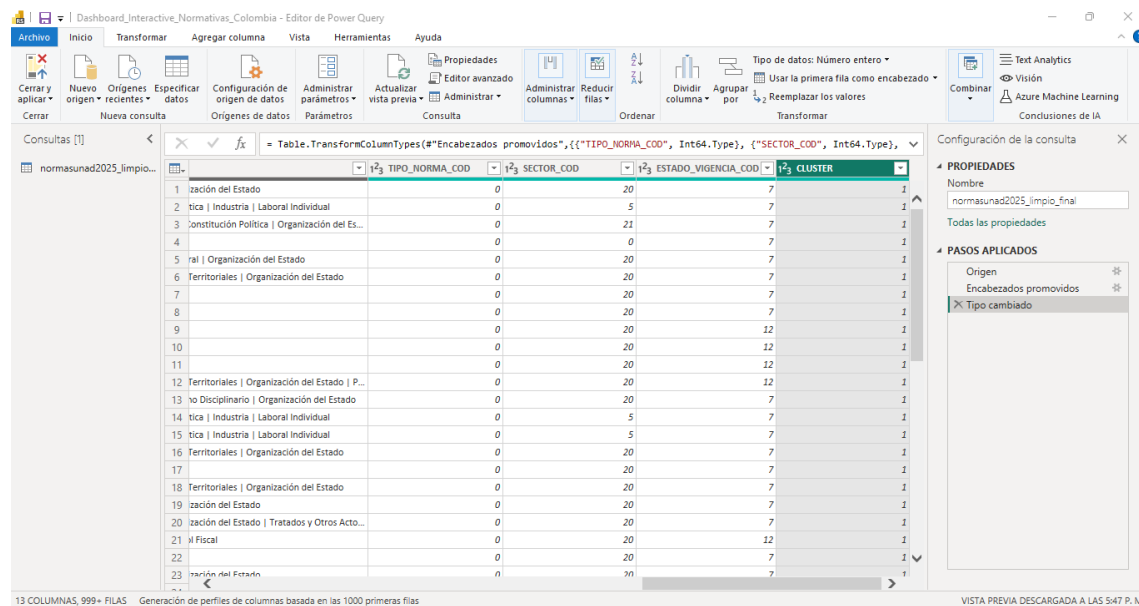 Dashboard_Interactive_Normativas_Colombia - Editor de Power Query
Archivo Inicio Transformar Agregar columna Vista Herramientas Ayuda
Cerrar y aplicar
Nuevo origen
Orígenes recientes
Especificar datos
Configuración de origen de datos
Administrar parámetros
Actualizar vista previa
Propiedades
Editor avanzado
Administrar
Administrar columnas
Reducir filas
Dividir columna
Agrupar por
Tipo de datos: Número entero
Usar la primera fila como encabezado
Reemplazar los valores
Combinar
Text Analytics
Visión
Azure Machine Learning
Cerrar Nueva consulta Orígenes de datos Parámetros Consulta Ordenar Transformar Conclusiones de IA
Consultas [1]
normasunad2025_limpio...
fx = Table.TransformColumnTypes(#"Encabezados promovidos",{{"TIPO_NORMA_COD", Int64.Type}, {"SECTOR_COD", Int64.Type},
TIPO_NORMA_COD SECTOR_COD ESTADO_VIGENCIA_COD CLUSTER
1 zación del Estado 0 20 7 1
2 tica | Industria | Laboral Individual 0 5 7 1
3 Constitución Política | Organización del Es... 0 21 7 1
4 0 0 7 1
5 ral | Organización del Estado 0 20 7 1
6 Territoriales | Organización del Estado 0 20 7 1
7 0 20 7 1
8 0 20 7 1
9 0 20 12 1
10 0 20 12 1
11 0 20 12 1
12 Territoriales | Organización del Estado | P... 0 20 12 1
13 no Disciplinario | Organización del Estado 0 20 7 1
14 tica | Industria | Laboral Individual 0 5 7 1
15 tica | Industria | Laboral Individual 0 5 7 1
16 Territoriales | Organización del Estado 0 20 7 1
17 0 20 7 1
18 Territoriales | Organización del Estado 0 20 7 1
19 zación del Estado 0 20 7 1
20 zación del Estado | Tratados y Otros Acto... 0 20 7 1
21 ol Fiscal 0 20 12 1
22 0 20 7 1
23 zación del Estado 0 20 7 1
Configuración de la consulta
PROPIEDADES
Nombre
normasunad2025_limpio_final
Todas las propiedades
PASOS APLICADOS
Origen
Encabezados promovidos
Tipo cambiado
13 COLUMNAS, 999+ FILAS Generación de perfiles de columnas basada en las 1000 primeras filas
VISTA PREVIA DESCARGADA A LAS 5:47 P. M